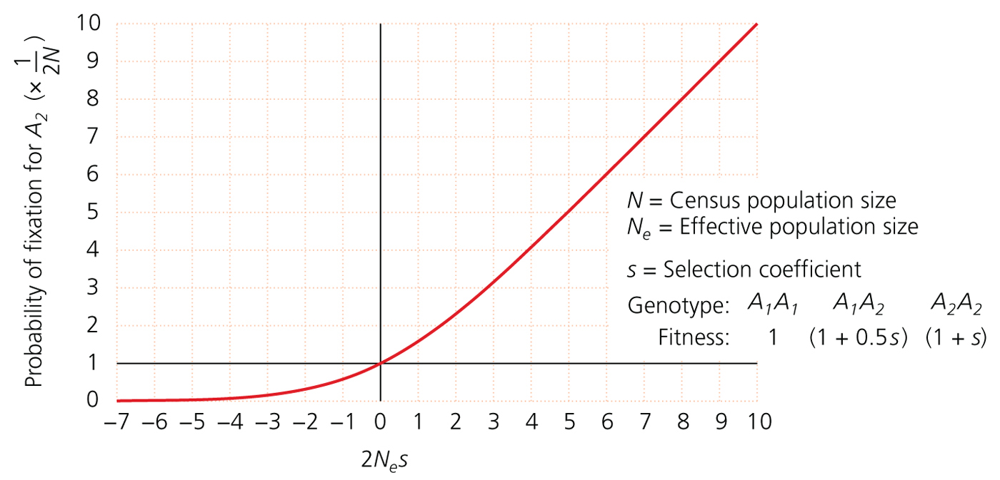 Probability of fixation for A₂ (× 1/2N)
10
9
8
7
6
5
4
3
2
1
0
–7 –6 –5 –4 –3 –2 –1 0 1 2 3 4 5 6 7 8 9 10
2Nₑs
N = Census population size
Nₑ = Effective population size
s = Selection coefficient
Genotype: A₁A₁ A₁A₂ A₂A₂
Fitness: 1 (1 + 0.5s) (1 + s)